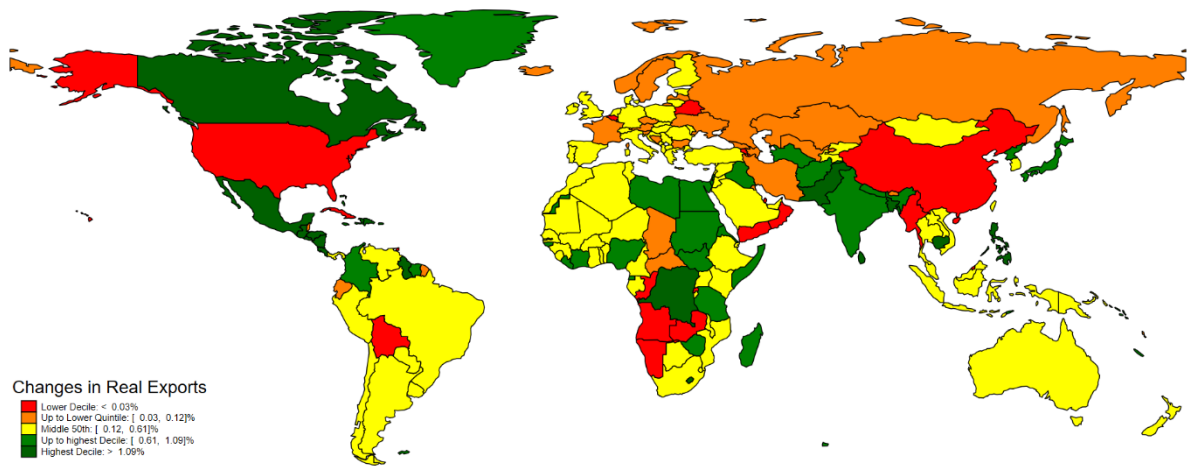 Changes in Real Exports
Lower Decile: < 0.03%
Up to Lower Quintile: [ 0.03, 0.12]%
Middle 50th: [ 0.12, 0.61]%
Up to highest Decile: [ 0.61, 1.09]%
Highest Decile: > 1.09%